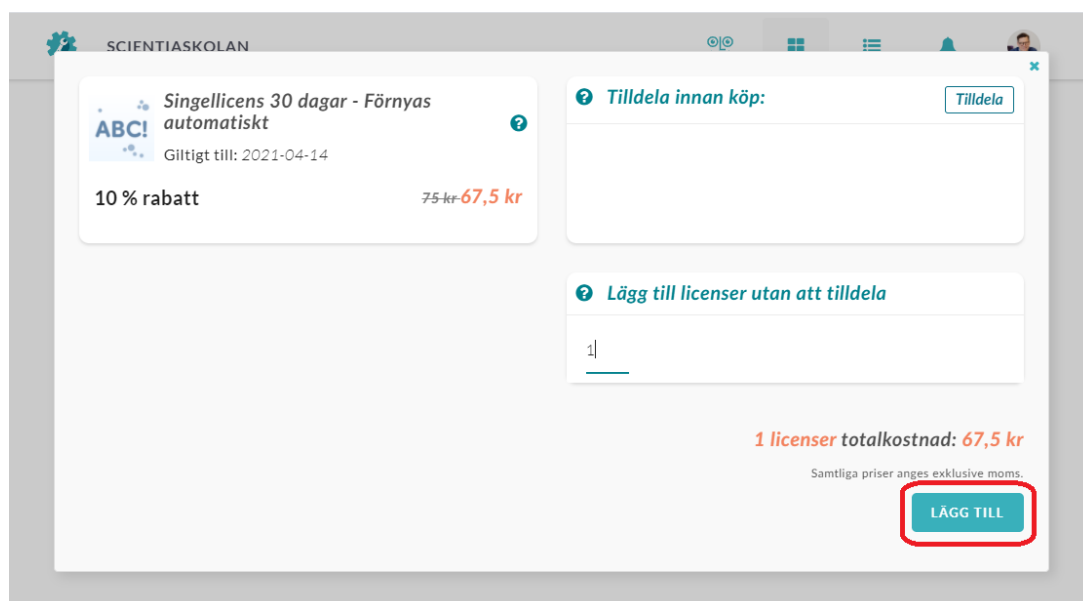 SCIENTIASKOLAN
ABC!
Singellicens 30 dagar - Förnyas
automatiskt
Giltigt till: 2021-04-14
10 % rabatt
75 kr 67,5 kr
Tilldela innan köp:
Tilldela
Lägg till licenser utan att tilldela
1
1 licenser totalkostnad: 67,5 kr
Samtliga priser anges exklusive moms.
LÄGG TILL